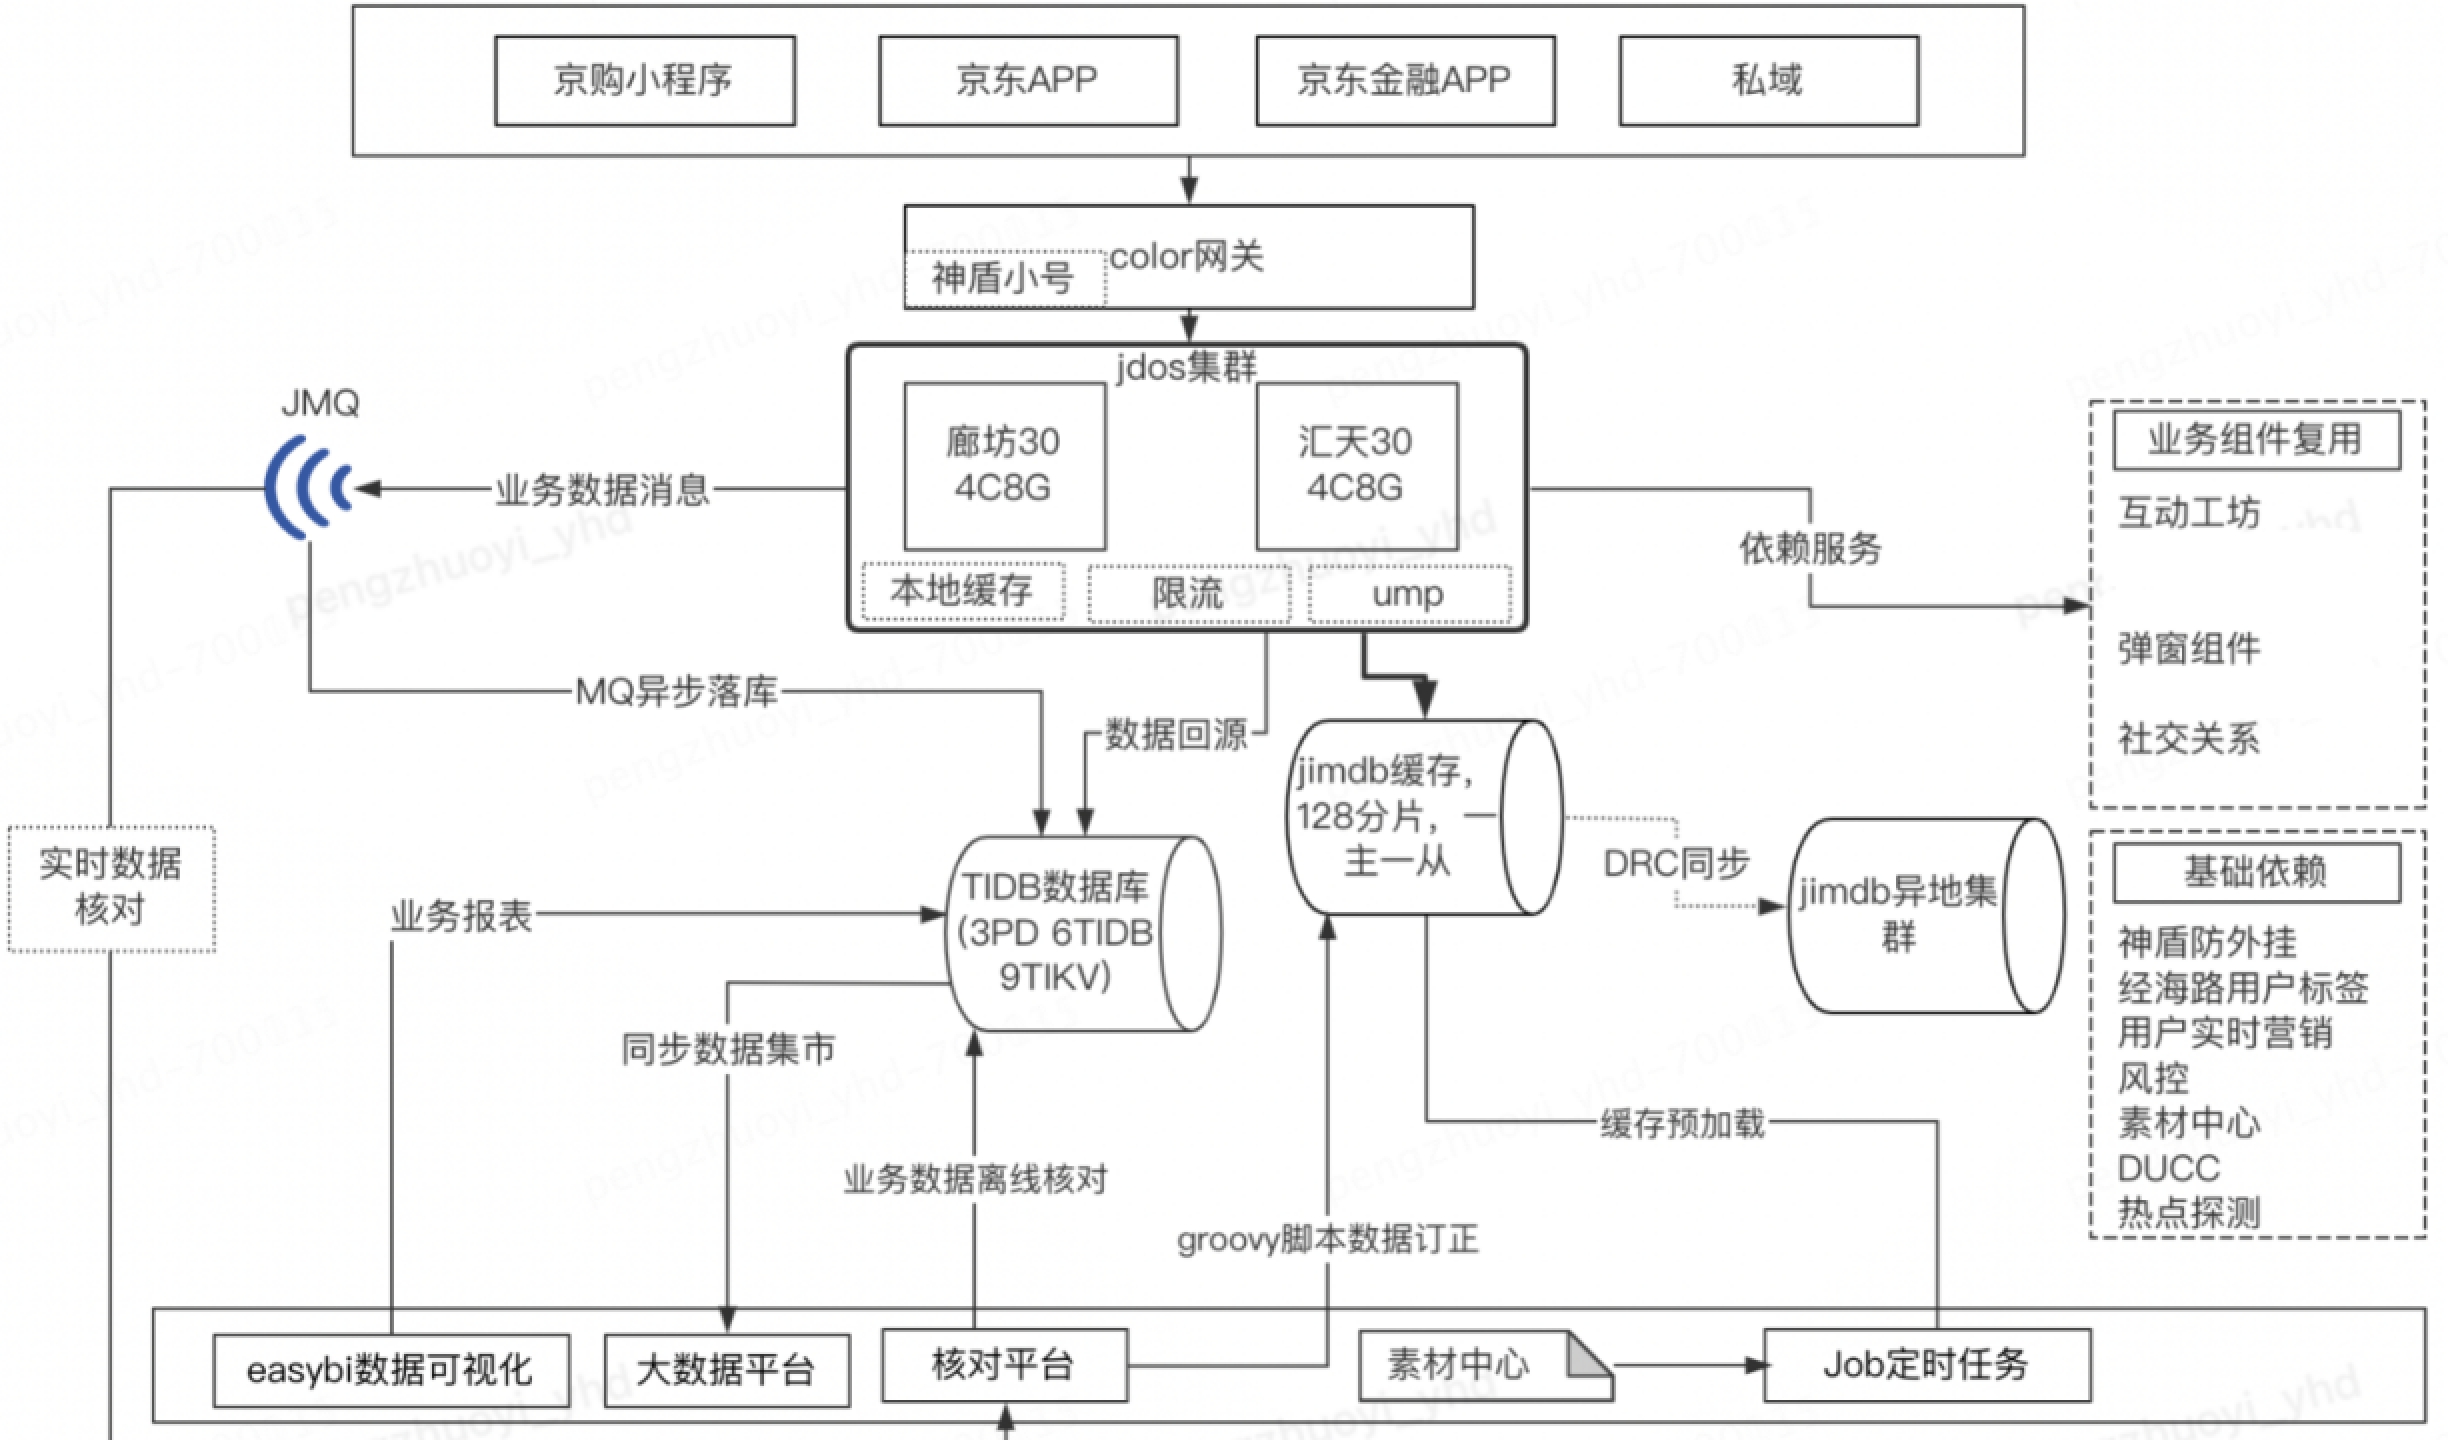 京购小程序
京东APP
京东金融APP
私域
color网关
神盾小号
jdos集群
廊坊30
4C8G
汇天30
4C8G
本地缓存
限流
ump
JMQ
业务数据消息
MQ异步落库
数据回源
依赖服务
业务组件复用
互动工坊
弹窗组件
社交关系
jimdb缓存，
128分片，一
主一从
DRC同步
jimdb异地集
群
实时数据
核对
TIDB数据库
(3PD 6TIDB
9TIKV)
业务报表
同步数据集市
业务数据离线核对
groovy脚本数据订正
缓存预加载
基础依赖
神盾防外挂
经海路用户标签
用户实时营销
风控
素材中心
DUCC
热点探测
easybi数据可视化
大数据平台
核对平台
素材中心
Job定时任务
pengzhuoyi_yhd
pengzhuoyi_yhd-700